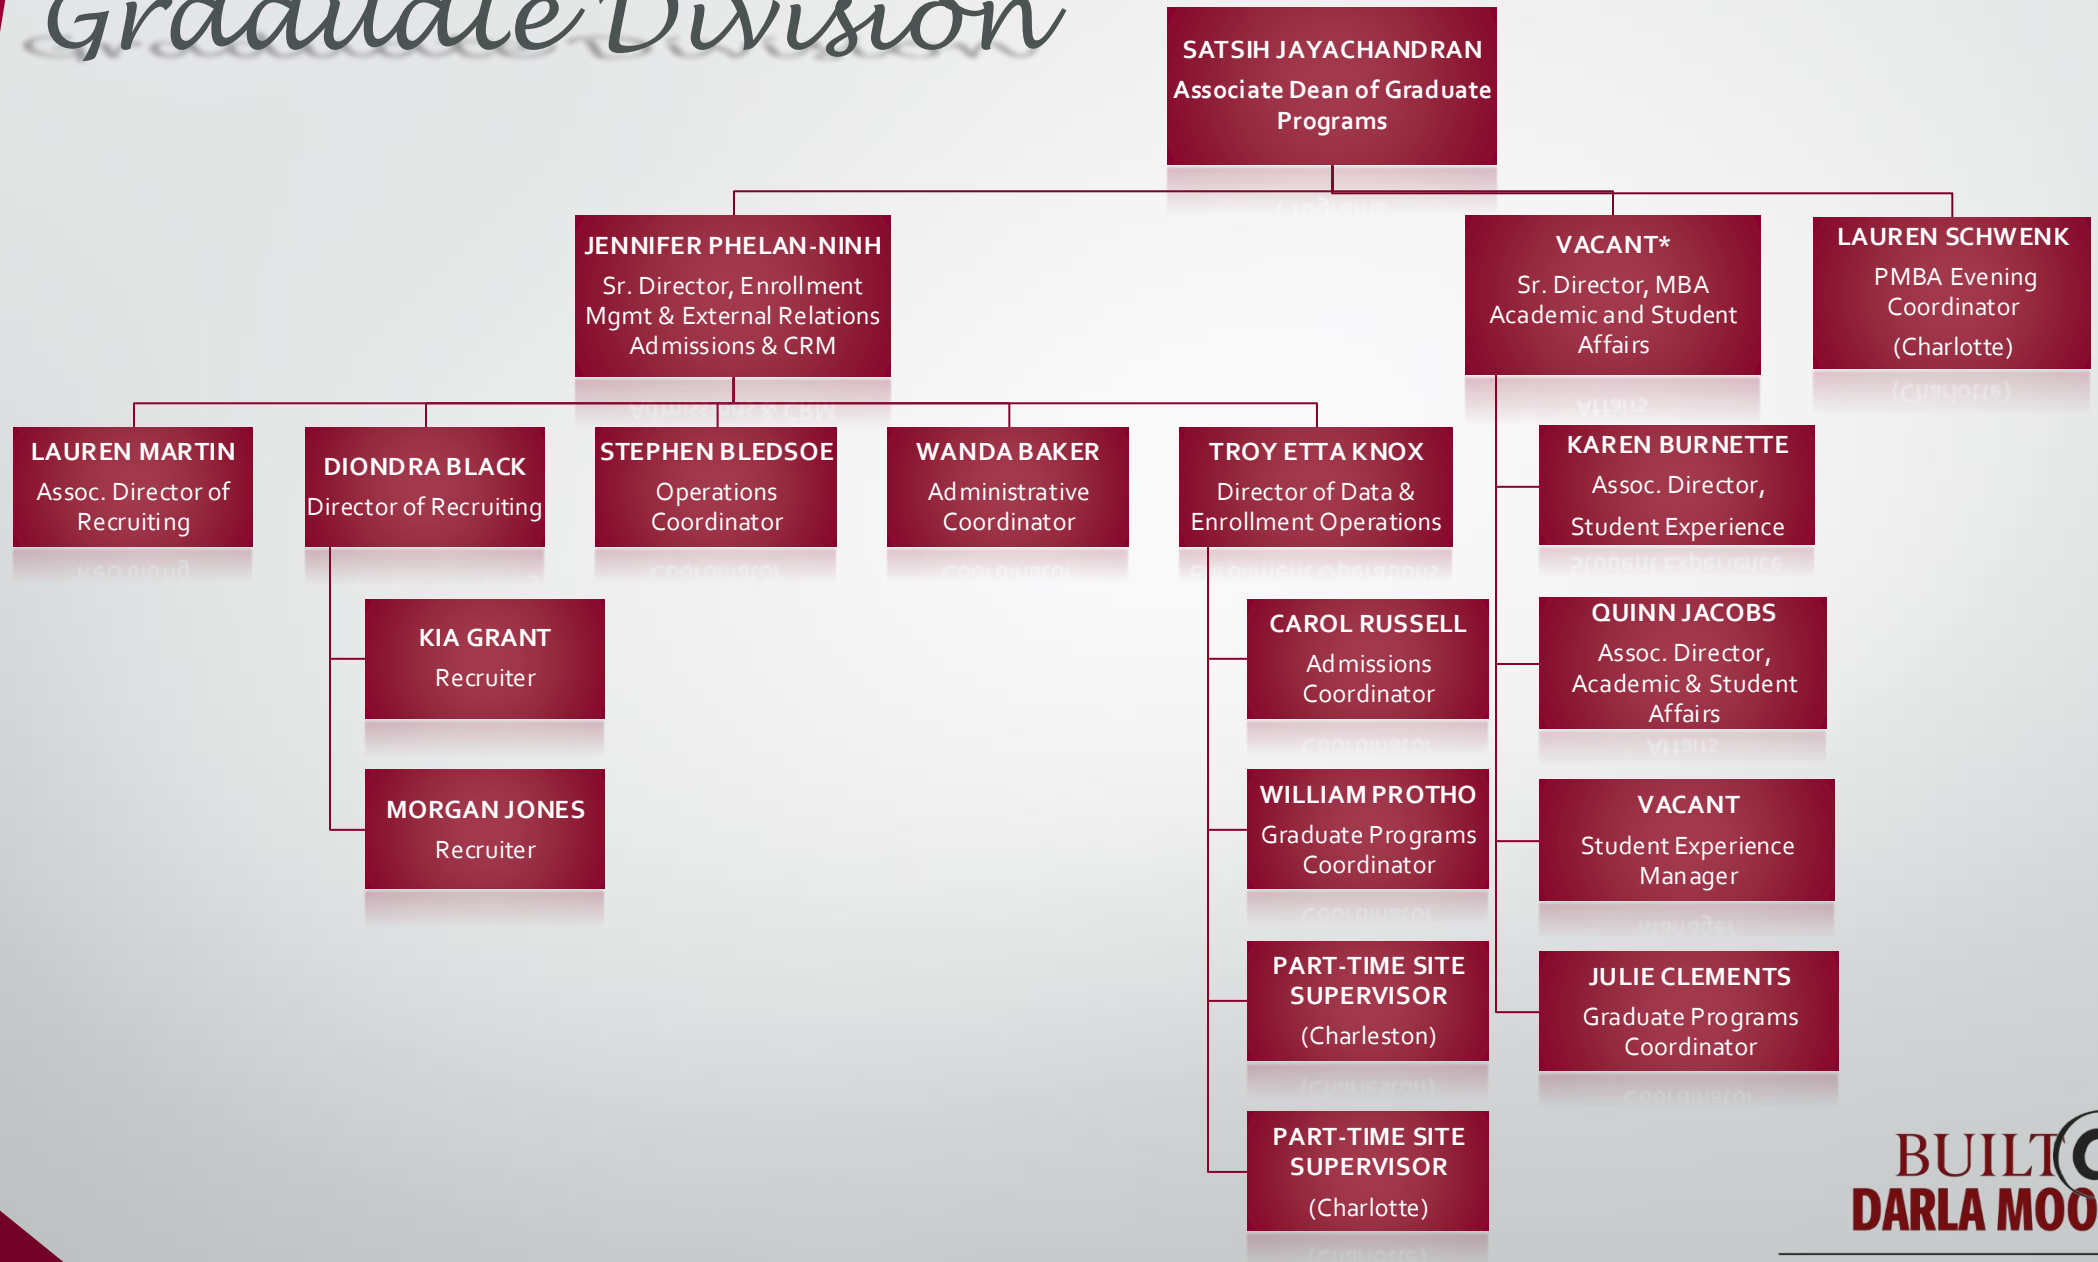 Graduate Division
SATSIH JAYACHANDRAN
Associate Dean of Graduate
Programs
JENNIFER PHELAN-NINH
Sr. Director, Enrollment
Mgmt & External Relations
Admissions & CRM
VACANT*
Sr. Director, MBA
Academic and Student
Affairs
LAUREN SCHWENK
PMBA Evening
Coordinator
(Charlotte)
LAUREN MARTIN
Assoc. Director of
Recruiting
DIONDRA BLACK
Director of Recruiting
STEPHEN BLEDSOE
Operations
Coordinator
WANDA BAKER
Administrative
Coordinator
TROY ETTA KNOX
Director of Data &
Enrollment Operations
KAREN BURNETTE
Assoc. Director,
Student Experience
KIA GRANT
Recruiter
CAROL RUSSELL
Admissions
Coordinator
QUINN JACOBS
Assoc. Director,
Academic & Student
Affairs
MORGAN JONES
Recruiter
WILLIAM PROTHO
Graduate Programs
Coordinator
VACANT
Student Experience
Manager
PART-TIME SITE
SUPERVISOR
(Charleston)
JULIE CLEMENTS
Graduate Programs
Coordinator
PART-TIME SITE
SUPERVISOR
(Charlotte)
BUILT
DARLA MOO